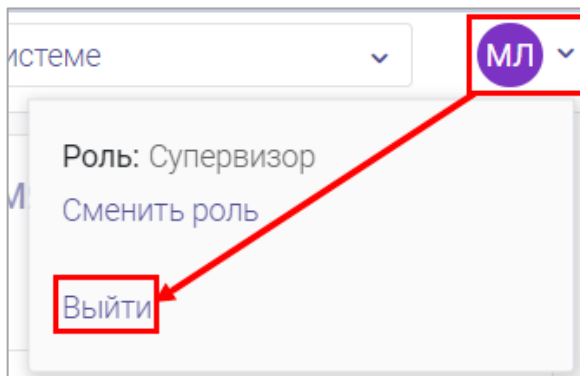 истеме
МЛ
Роль: Супервизор
Сменить роль
Выйти